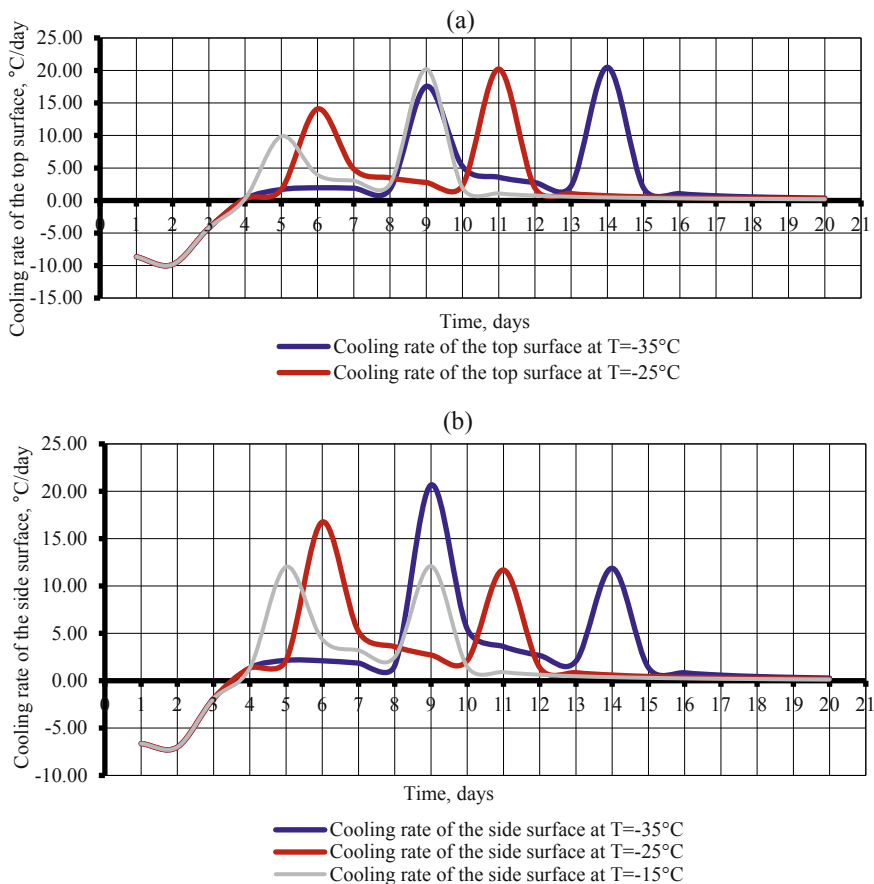 (a)
Cooling rate of the top surface, °C/day
25.00
20.00
15.00
10.00
5.00
0.00
-5.00
-10.00
-15.00
0 1 2 3 4 5 6 7 8 9 10 11 12 13 14 15 16 17 18 19 20 21
Time, days
Cooling rate of the top surface at T=-35°C
Cooling rate of the top surface at T=-25°C
(b)
Cooling rate of the side surface, °C/day
25.00
20.00
15.00
10.00
5.00
0.00
-5.00
-10.00
0 1 2 3 4 5 6 7 8 9 10 11 12 13 14 15 16 17 18 19 20 21
Time, days
Cooling rate of the side surface at T=-35°C
Cooling rate of the side surface at T=-25°C
Cooling rate of the side surface at T=-15°C